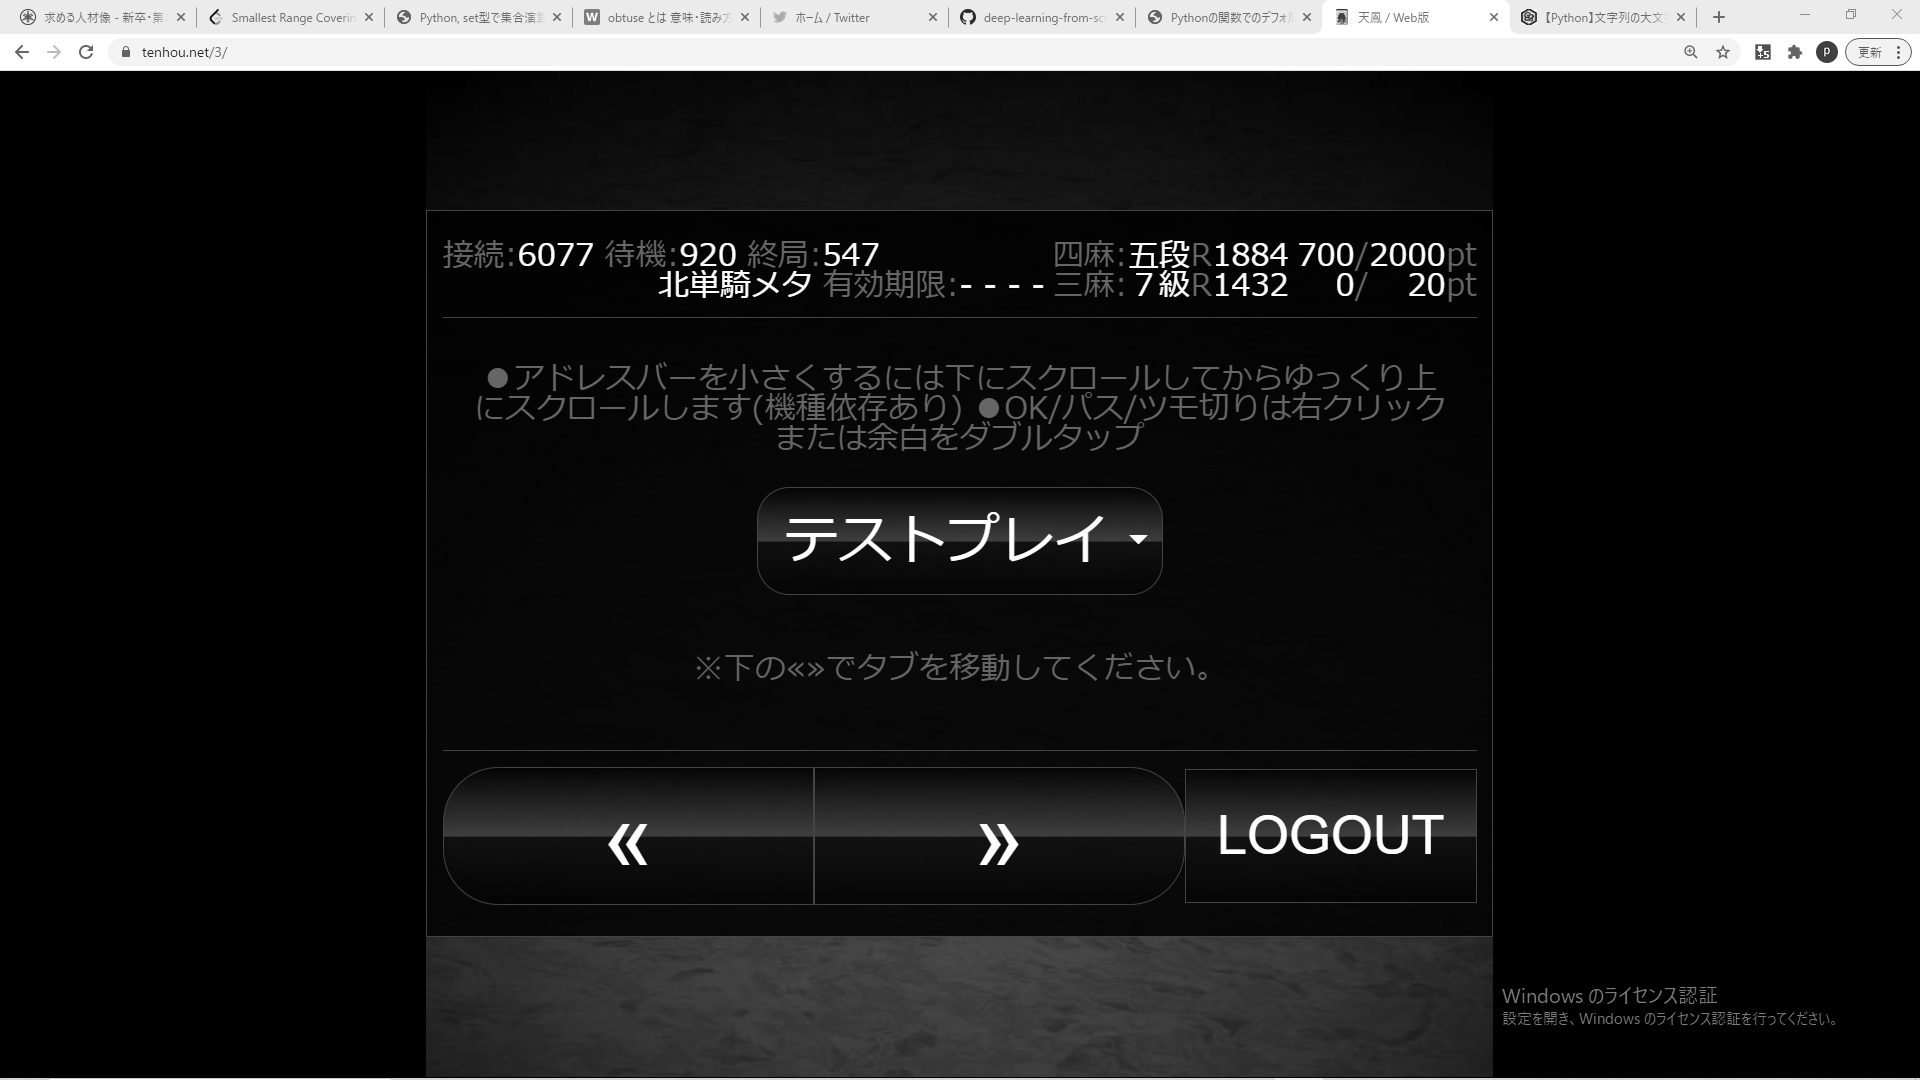 求める人材像 - 新卒・第
Smallest Range Coverin
Python, set型で集合演算
obtuse とは 意味・読み方
ホーム / Twitter
deep-learning-from-scr
Pythonの関数でのデフォル
天鳳 / Web版
【Python】文字列の大文字
tenhou.net/3/
更新
接続:6077 待機:920 終局:547 四麻:五段R1884 700/2000pt
北単騎メタ 有効期限:- - - - 三麻:７級R1432 0/ 20pt
●アドレスバーを小さくするには下にスクロールしてからゆっくり上
にスクロールします(機種依存あり) ●OK/パス/ツモ切りは右クリック
または余白をダブルタップ
テストプレイ
※下の«»でタブを移動してください。
« » LOGOUT
Windows のライセンス認証
設定を開き、Windows のライセンス認証を行ってください。